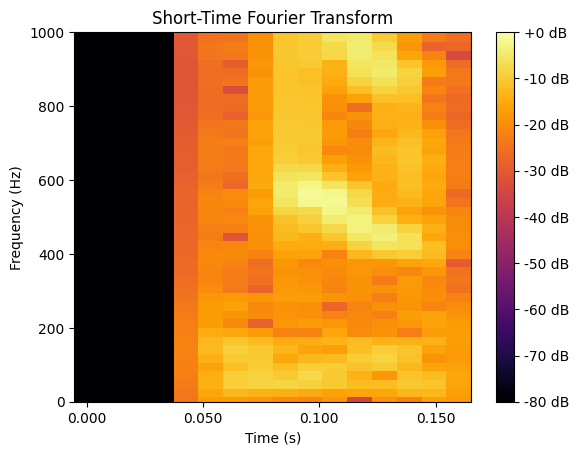 Short-Time Fourier Transform
Frequency (Hz)
1000
800
600
400
200
0
0.000
0.050
0.100
0.150
Time (s)
+0 dB
-10 dB
-20 dB
-30 dB
-40 dB
-50 dB
-60 dB
-70 dB
-80 dB